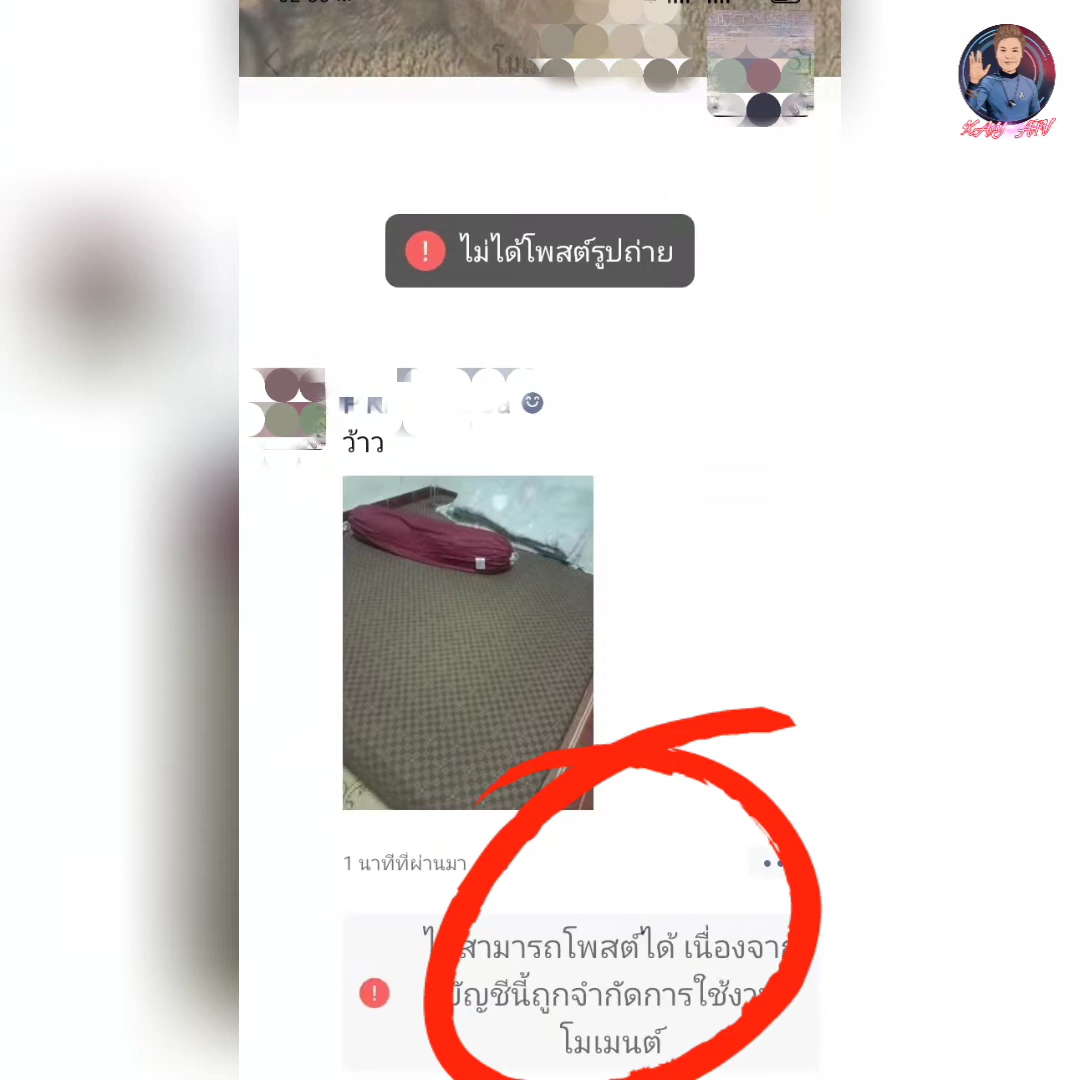 ไม่ได้โพสต์รูปถ่าย
ว้าว
1 นาทีที่ผ่านมา
ไม่สามารถโพสต์ได้ เนื่องจาก
บัญชีนี้ถูกจำกัดการใช้งาน
โมเมนต์